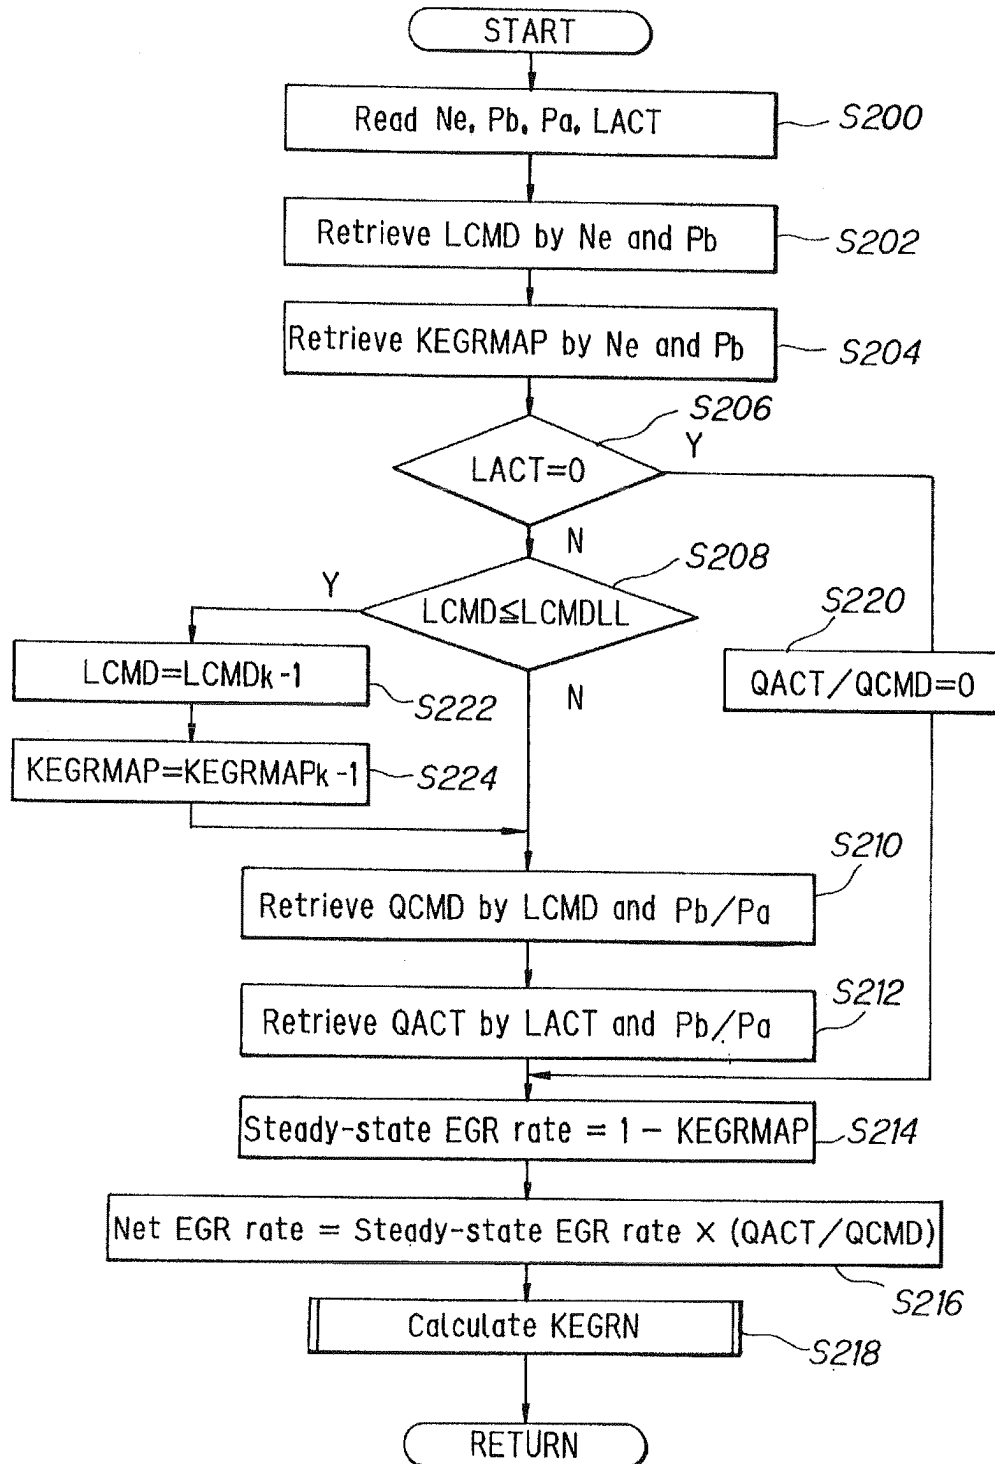 START
Read Ne, Pb, Pa, LACT
S200
Retrieve LCMD by Ne and Pb
S202
Retrieve KEGRMAP by Ne and Pb
S204
S206
LACT=0
Y
N
S208
Y
LCMD≦LCMDLL
S220
LCMD=LCMDk-1
N
QACT/QCMD=0
S222
KEGRMAP=KEGRMAPk-1
S224
S210
Retrieve QCMD by LCMD and Pb/Pa
S212
Retrieve QACT by LACT and Pb/Pa
Steady-state EGR rate = 1 - KEGRMAP
S214
Net EGR rate = Steady-state EGR rate × (QACT/QCMD)
S216
Calculate KEGRN
S218
RETURN